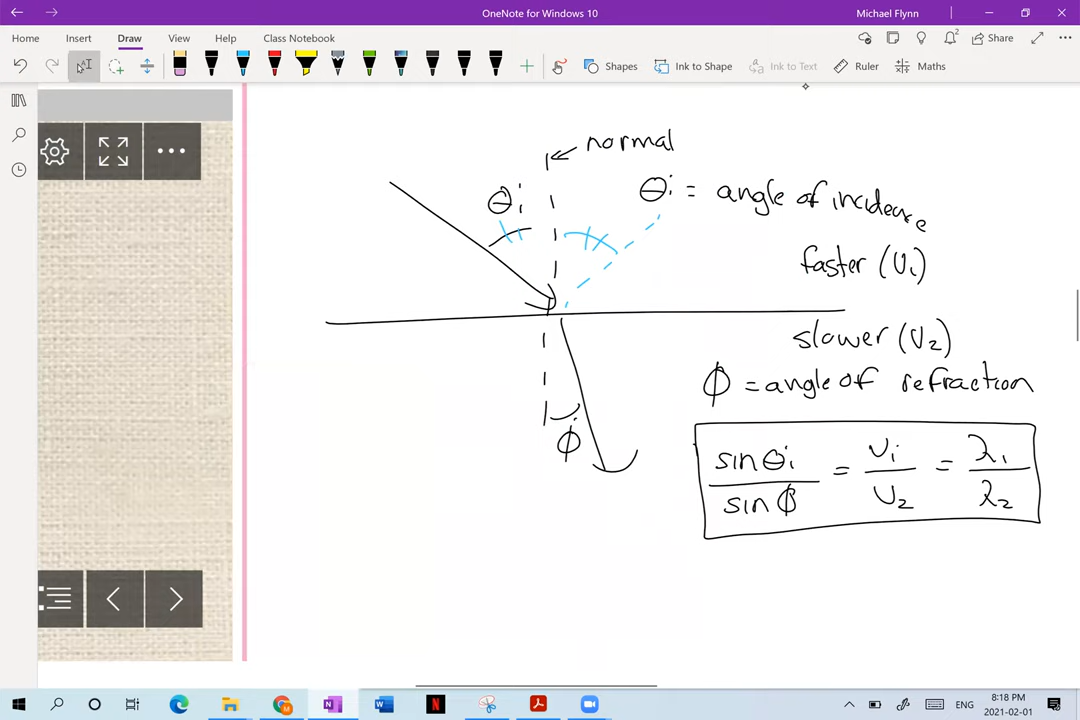 OneNote for Windows 10
Michael Flynn
Home Insert Draw View Help Class Notebook
Share
Shapes Ink to Shape Ink to Text Ruler Maths
normal
θi
θi = angle of incidence
faster (v1)
slower (v2)
ϕ = angle of refraction
ϕ
sin θi / sin ϕ = vi / v2 = λ1 / λ2
ENG
8:18 PM
2021-02-01